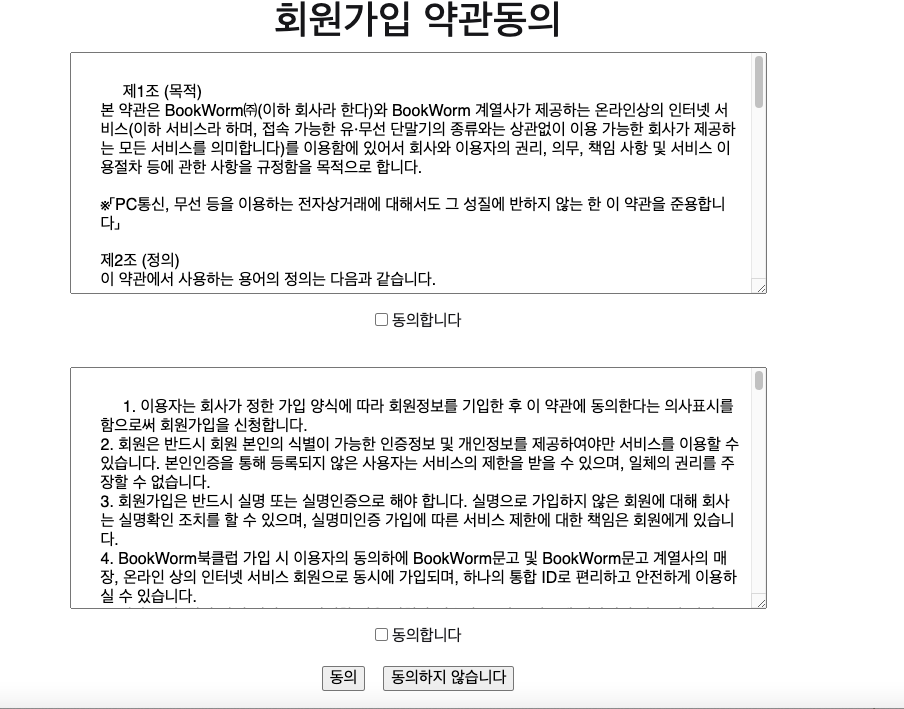 회원가입 약관동의
제1조 (목적)
본 약관은 BookWorm㈜(이하 회사라 한다)와 BookWorm 계열사가 제공하는 온라인상의 인터넷 서
비스(이하 서비스라 하며, 접속 가능한 유·무선 단말기의 종류와는 상관없이 이용 가능한 회사가 제공하
는 모든 서비스를 의미합니다)를 이용함에 있어서 회사와 이용자의 권리, 의무, 책임 사항 및 서비스 이
용절차 등에 관한 사항을 규정함을 목적으로 합니다.
※「PC통신, 무선 등을 이용하는 전자상거래에 대해서도 그 성질에 반하지 않는 한 이 약관을 준용합니
다」
제2조 (정의)
이 약관에서 사용하는 용어의 정의는 다음과 같습니다.
동의합니다
1. 이용자는 회사가 정한 가입 양식에 따라 회원정보를 기입한 후 이 약관에 동의한다는 의사표시를
함으로써 회원가입을 신청합니다.
2. 회원은 반드시 회원 본인의 식별이 가능한 인증정보 및 개인정보를 제공하여야만 서비스를 이용할 수
있습니다. 본인인증을 통해 등록되지 않은 사용자는 서비스의 제한을 받을 수 있으며, 일체의 권리를 주
장할 수 없습니다.
3. 회원가입은 반드시 실명 또는 실명인증으로 해야 합니다. 실명으로 가입하지 않은 회원에 대해 회사
는 실명확인 조치를 할 수 있으며, 실명미인증 가입에 따른 서비스 제한에 대한 책임은 회원에게 있습니
다.
4. BookWorm북클럽 가입 시 이용자의 동의하에 BookWorm문고 및 BookWorm문고 계열사의 매
장, 온라인 상의 인터넷 서비스 회원으로 동시에 가입되며, 하나의 통합 ID로 편리하고 안전하게 이용하
실 수 있습니다.
동의합니다
동의 동의하지 않습니다